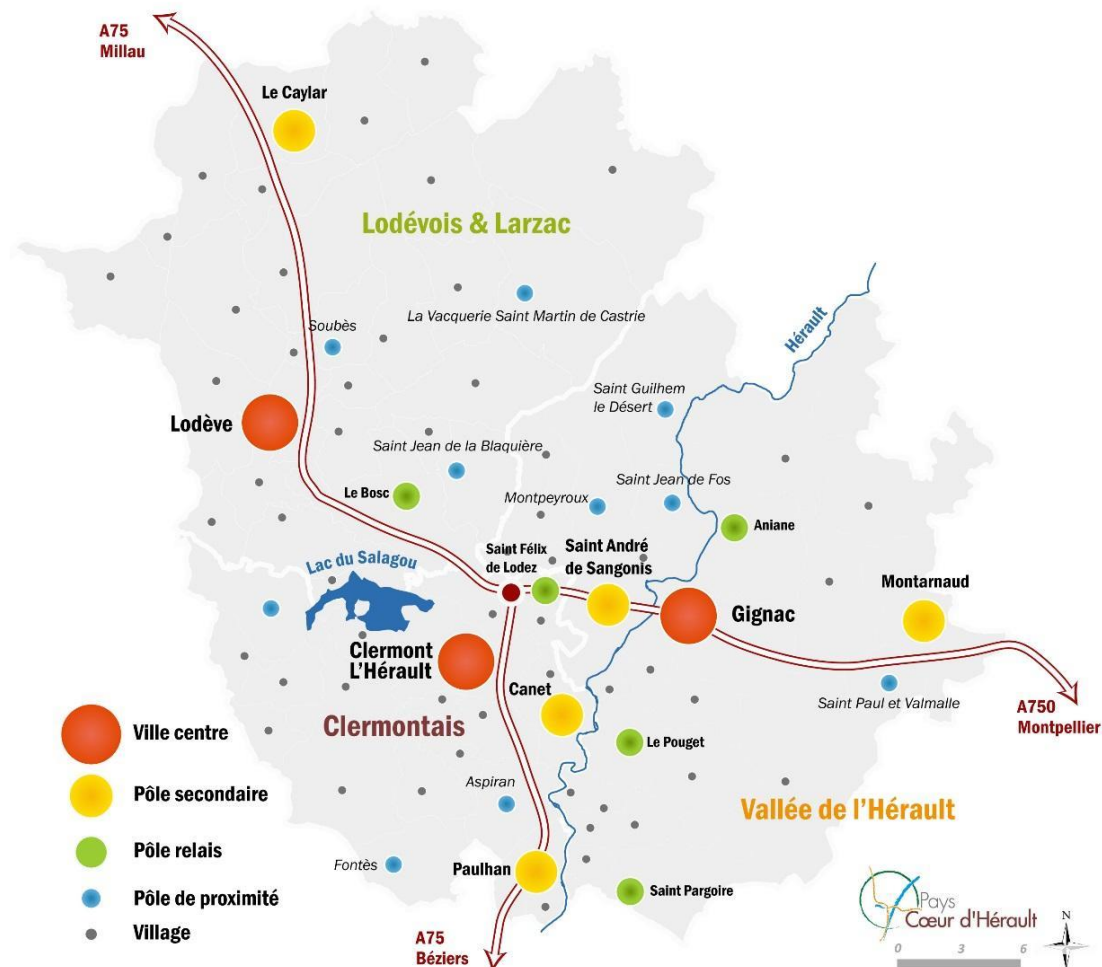 A75
Millau
Le Caylar
Lodévois & Larzac
La Vacquerie Saint Martin de Castrie
Soubès
Hérault
Saint Guilhem
le Désert
Lodève
Saint Jean de la Blaquière
Le Bosc
Montpeyroux
Saint Jean de Fos
Aniane
Saint Félix
de Lodez
Saint André
de Sangonis
Lac du Salagou
Montarnaud
Gignac
Clermont
L'Hérault
Canet
Saint Paul et Valmalle
A750
Montpellier
Clermontais
Le Pouget
Aspiran
Vallée de l'Hérault
Fontès
Paulhan
Saint Pargoire
A75
Béziers
Ville centre
Pôle secondaire
Pôle relais
Pôle de proximité
Village
Pays
Cœur d'Hérault
N
0 3 6